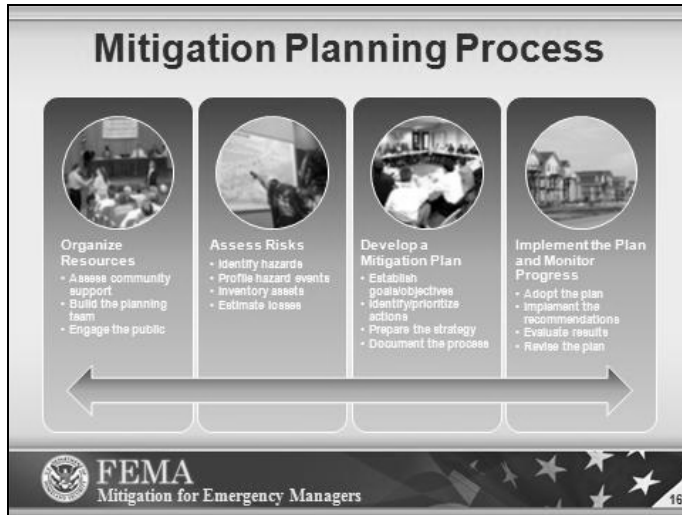 Mitigation Planning Process
Organize
Resources
• Assess community
support
• Build the planning
team
• Engage the public
Assess Risks
• Identify hazards
• Profile hazard events
• Inventory assets
• Estimate losses
Develop a
Mitigation Plan
• Establish
goals/objectives
• Identify/prioritize
actions
• Prepare the strategy
• Document the process
Implement the Plan
and Monitor
Progress
• Adopt the plan
• Implement the
recommendations
• Evaluate results
• Revise the plan
FEMA
Mitigation for Emergency Managers
16